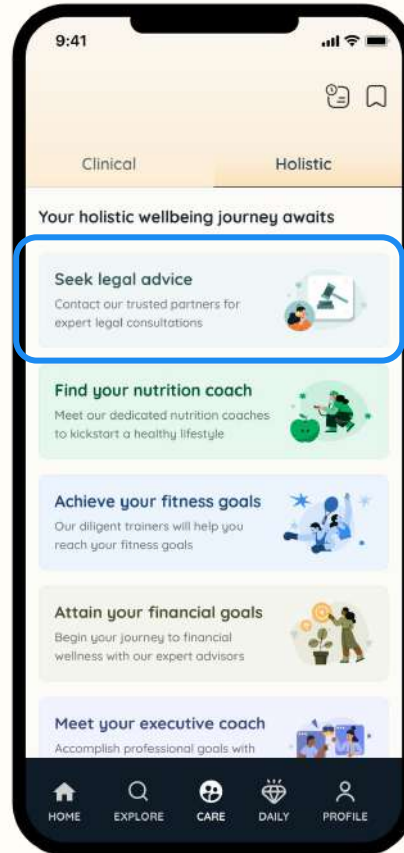 9:41
Clinical
Holistic
Your holistic wellbeing journey awaits
Seek legal advice
Contact our trusted partners for
expert legal consultations
Find your nutrition coach
Meet our dedicated nutrition coaches
to kickstart a healthy lifestyle
Achieve your fitness goals
Our diligent trainers will help you
reach your fitness goals
Attain your financial goals
Begin your journey to financial
wellness with our expert advisors
Meet your executive coach
Accomplish professional goals with
HOME
EXPLORE
CARE
DAILY
PROFILE